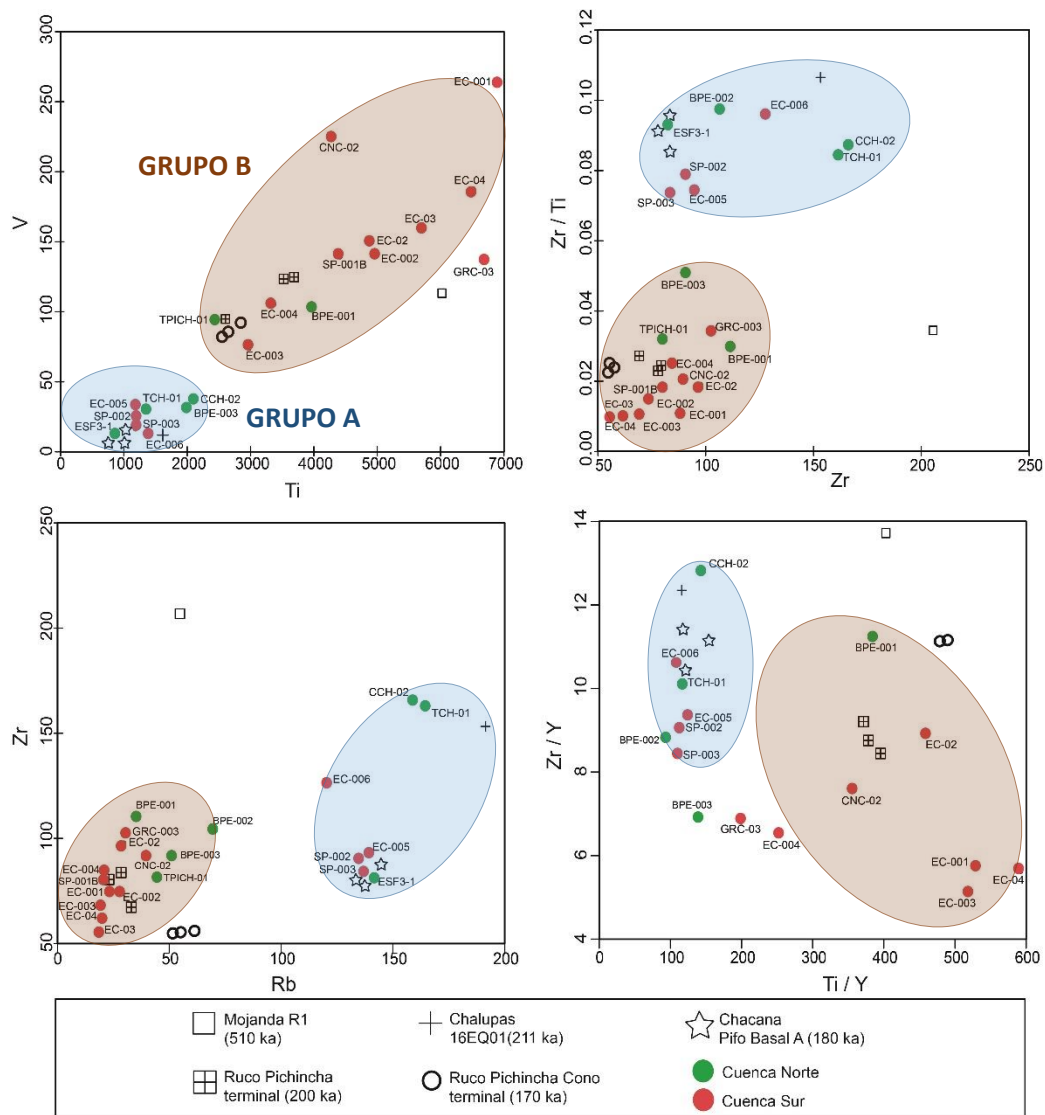 300
250
200
150
100
50
0
V
0
1000
2000
3000
4000
5000
6000
7000
Ti
GRUPO B
GRUPO A
EC-001
CNC-02
EC-04
EC-03
EC-02
SP-001B
EC-002
GRC-03
EC-004
BPE-001
TPICH-01
EC-003
EC-005
TCH-01
CCH-02
SP-002
BPE-003
ESF3-1
SP-003
EC-006
0.12
0.10
0.08
0.06
0.04
0.02
0.00
Zr / Ti
50
100
150
200
250
Zr
BPE-002
EC-006
ESF3-1
CCH-02
TCH-01
SP-002
SP-003
EC-005
BPE-003
TPICH-01
GRC-003
BPE-001
EC-004
CNC-02
SP-001B
EC-02
EC-03
EC-002
EC-04
EC-003
EC-001
250
200
150
100
50
Zr
0
50
100
150
200
Rb
CCH-02
TCH-01
EC-006
BPE-001
GRC-003
BPE-002
EC-02
BPE-003
EC-005
SP-002
EC-004
CNC-02
SP-003
SP-001B
TPICH-01
ESF3-1
EC-001
EC-002
EC-003
EC-04
EC-03
14
12
10
8
6
4
Zr / Y
0
100
200
300
400
500
600
Ti / Y
CCH-02
BPE-001
EC-006
TCH-01
EC-005
SP-002
EC-02
BPE-002
SP-003
CNC-02
BPE-003
GRC-03
EC-004
EC-001
EC-04
EC-003
Mojanda R1
(510 ka)
Chalupas
16EQ01(211 ka)
Chacana
Pifo Basal A (180 ka)
Ruco Pichincha
terminal (200 ka)
Ruco Pichincha Cono
terminal (170 ka)
Cuenca Norte
Cuenca Sur